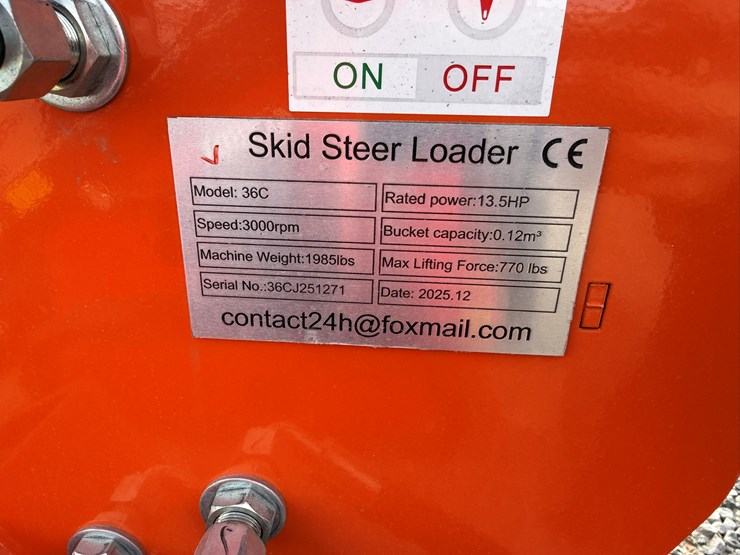 ON OFF
Skid Steer Loader CE
Model: 36C
Rated power:13.5HP
Speed:3000rpm
Bucket capacity:0.12m³
Machine Weight:1985lbs
Max Lifting Force:770 lbs
Serial No.:36CJ251271
Date: 2025.12
contact24h@foxmail.com